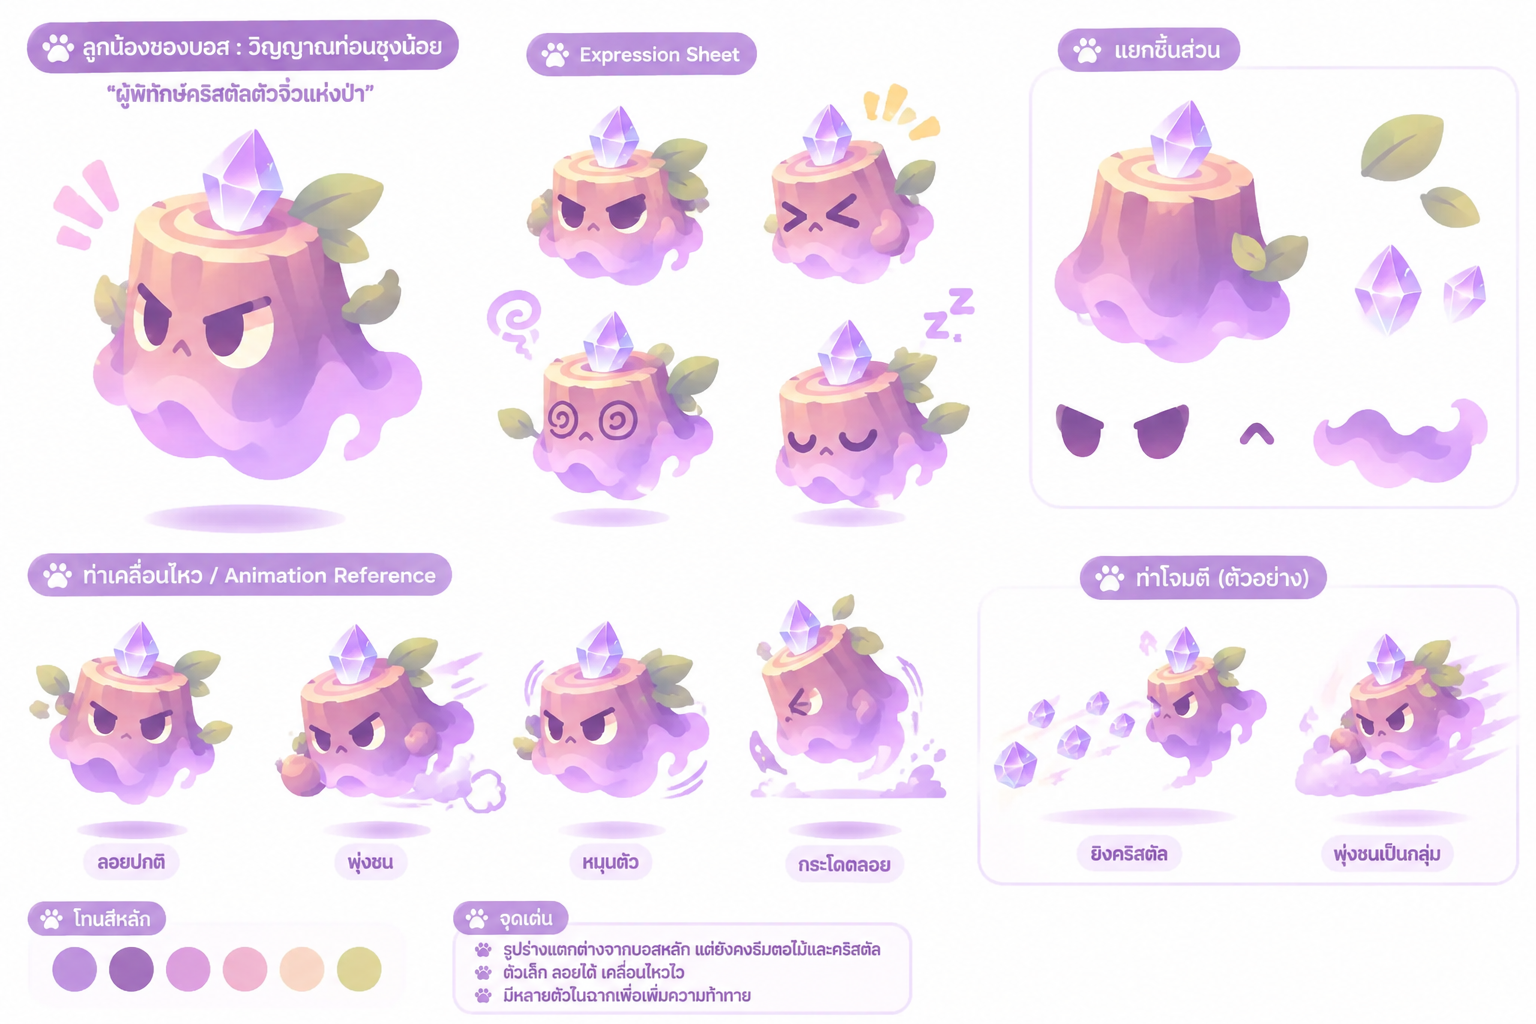 ลูกน้องของบอส : วิญญาณท่อนซุงน้อย
“ผู้พิทักษ์คริสตัลตัวจิ๋วแห่งป่า”
Expression Sheet
z z
แยกชิ้นส่วน
ท่าเคลื่อนไหว / Animation Reference
ลอยปกติ
พุ่งชน
หมุนตัว
กระโดดลอย
ท่าโจมตี (ตัวอย่าง)
ยิงคริสตัล
พุ่งชนเป็นกลุ่ม
โทนสีหลัก
จุดเด่น
รูปร่างแตกต่างจากบอสหลัก แต่ยังคงธีมตอไม้และคริสตัล
ตัวเล็ก ลอยได้ เคลื่อนไหวไว
มีหลายตัวในฉากเพื่อเพิ่มความท้าทาย